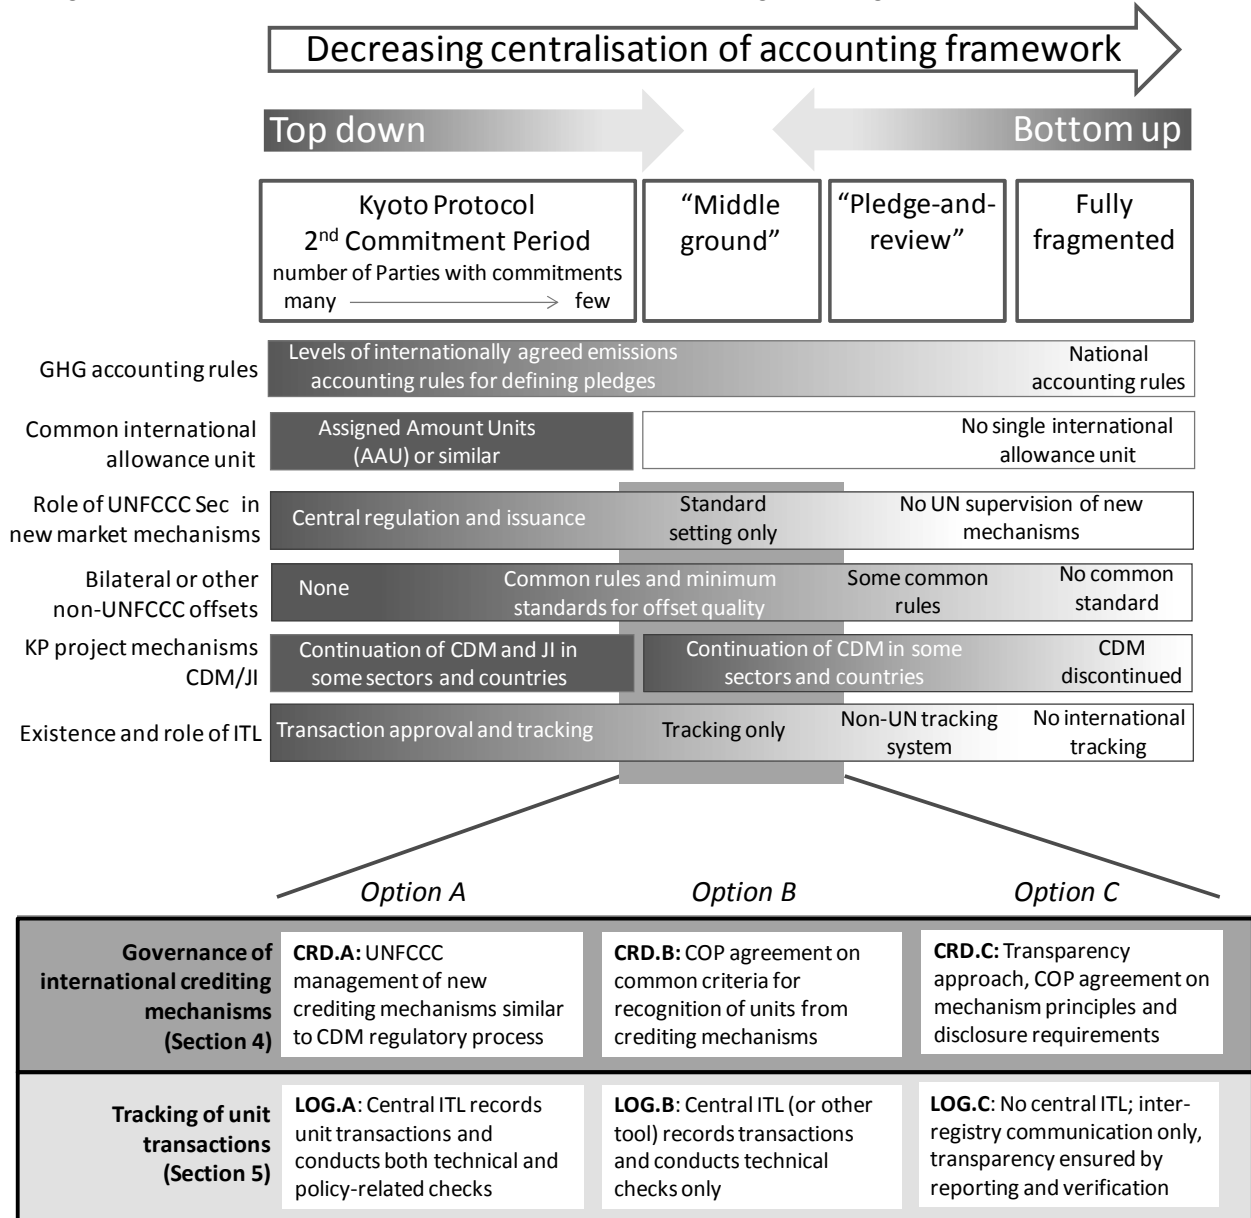 Decreasing centralisation of accounting framework
Top down
Bottom up
Kyoto Protocol
2nd Commitment Period
number of Parties with commitments
many few
"Middle
ground"
"Pledge-and-
review"
Fully
fragmented
GHG accounting rules
Levels of internationally agreed emissions
accounting rules for defining pledges
National
accounting rules
Common international
allowance unit
Assigned Amount Units
(AAU) or similar
No single international
allowance unit
Role of UNFCCC Sec in
new market mechanisms
Central regulation and issuance
Standard
setting only
No UN supervision of new
mechanisms
Bilateral or other
non-UNFCCC offsets
None
Common rules and minimum
standards for offset quality
Some common
rules
No common
standard
KP project mechanisms
CDM/JI
Continuation of CDM and JI in
some sectors and countries
Continuation of CDM in some
sectors and countries
CDM
discontinued
Existence and role of ITL
Transaction approval and tracking
Tracking only
Non-UN tracking
system
No international
tracking
Option A
Option B
Option C
Governance of
international crediting
mechanisms
(Section 4)
CRD.A: UNFCCC
management of new
crediting mechanisms similar
to CDM regulatory process
CRD.B: COP agreement on
common criteria for
recognition of units from
crediting mechanisms
CRD.C: Transparency
approach, COP agreement on
mechanism principles and
disclosure requirements
Tracking of unit
transactions
(Section 5)
LOG.A: Central ITL records
unit transactions and
conducts both technical and
policy-related checks
LOG.B: Central ITL (or other
tool) records transactions
and conducts technical
checks only
LOG.C: No central ITL; inter-
registry communication only,
transparency ensured by
reporting and verification